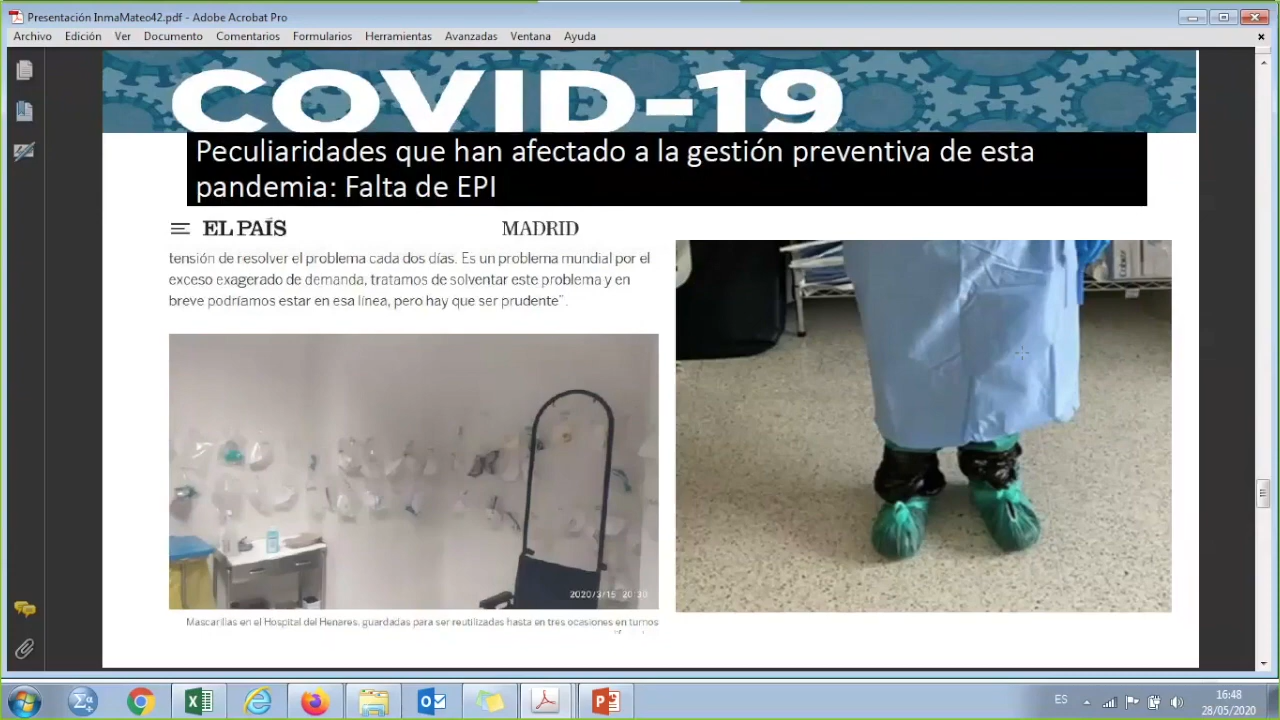 Presentación InmaMateo42.pdf - Adobe Acrobat Pro
Archivo Edición Ver Documento Comentarios Formularios Herramientas Avanzadas Ventana Ayuda
COVID-19
Peculiaridades que han afectado a la gestión preventiva de esta
pandemia: Falta de EPI
EL PAÍS MADRID
tensión de resolver el problema cada dos días. Es un problema mundial por el
exceso exagerado de demanda, tratamos de solventar este problema y en
breve podríamos estar en esa línea, pero hay que ser prudente”.
2020/3/15 20:30
Mascarillas en el Hospital del Henares, guardadas para ser reutilizadas hasta en tres ocasiones en turnos
ES
16:48
28/05/2020